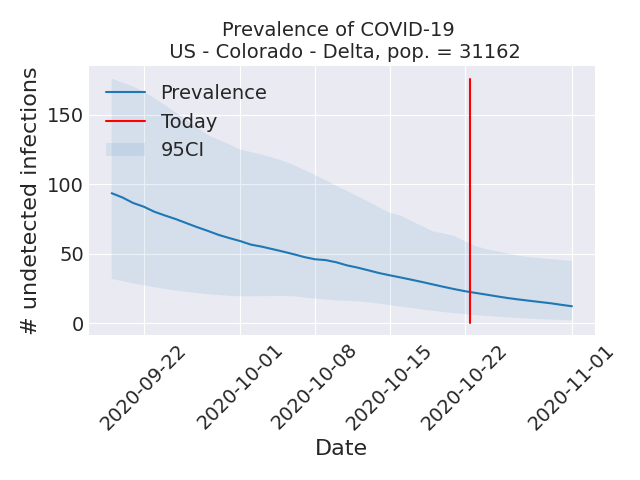 Prevalence of COVID-19
US - Colorado - Delta, pop. = 31162
# undetected infections
150
100
50
0
Prevalence
Today
95CI
2020-09-22
2020-10-01
2020-10-08
2020-10-15
2020-10-22
2020-11-01
Date